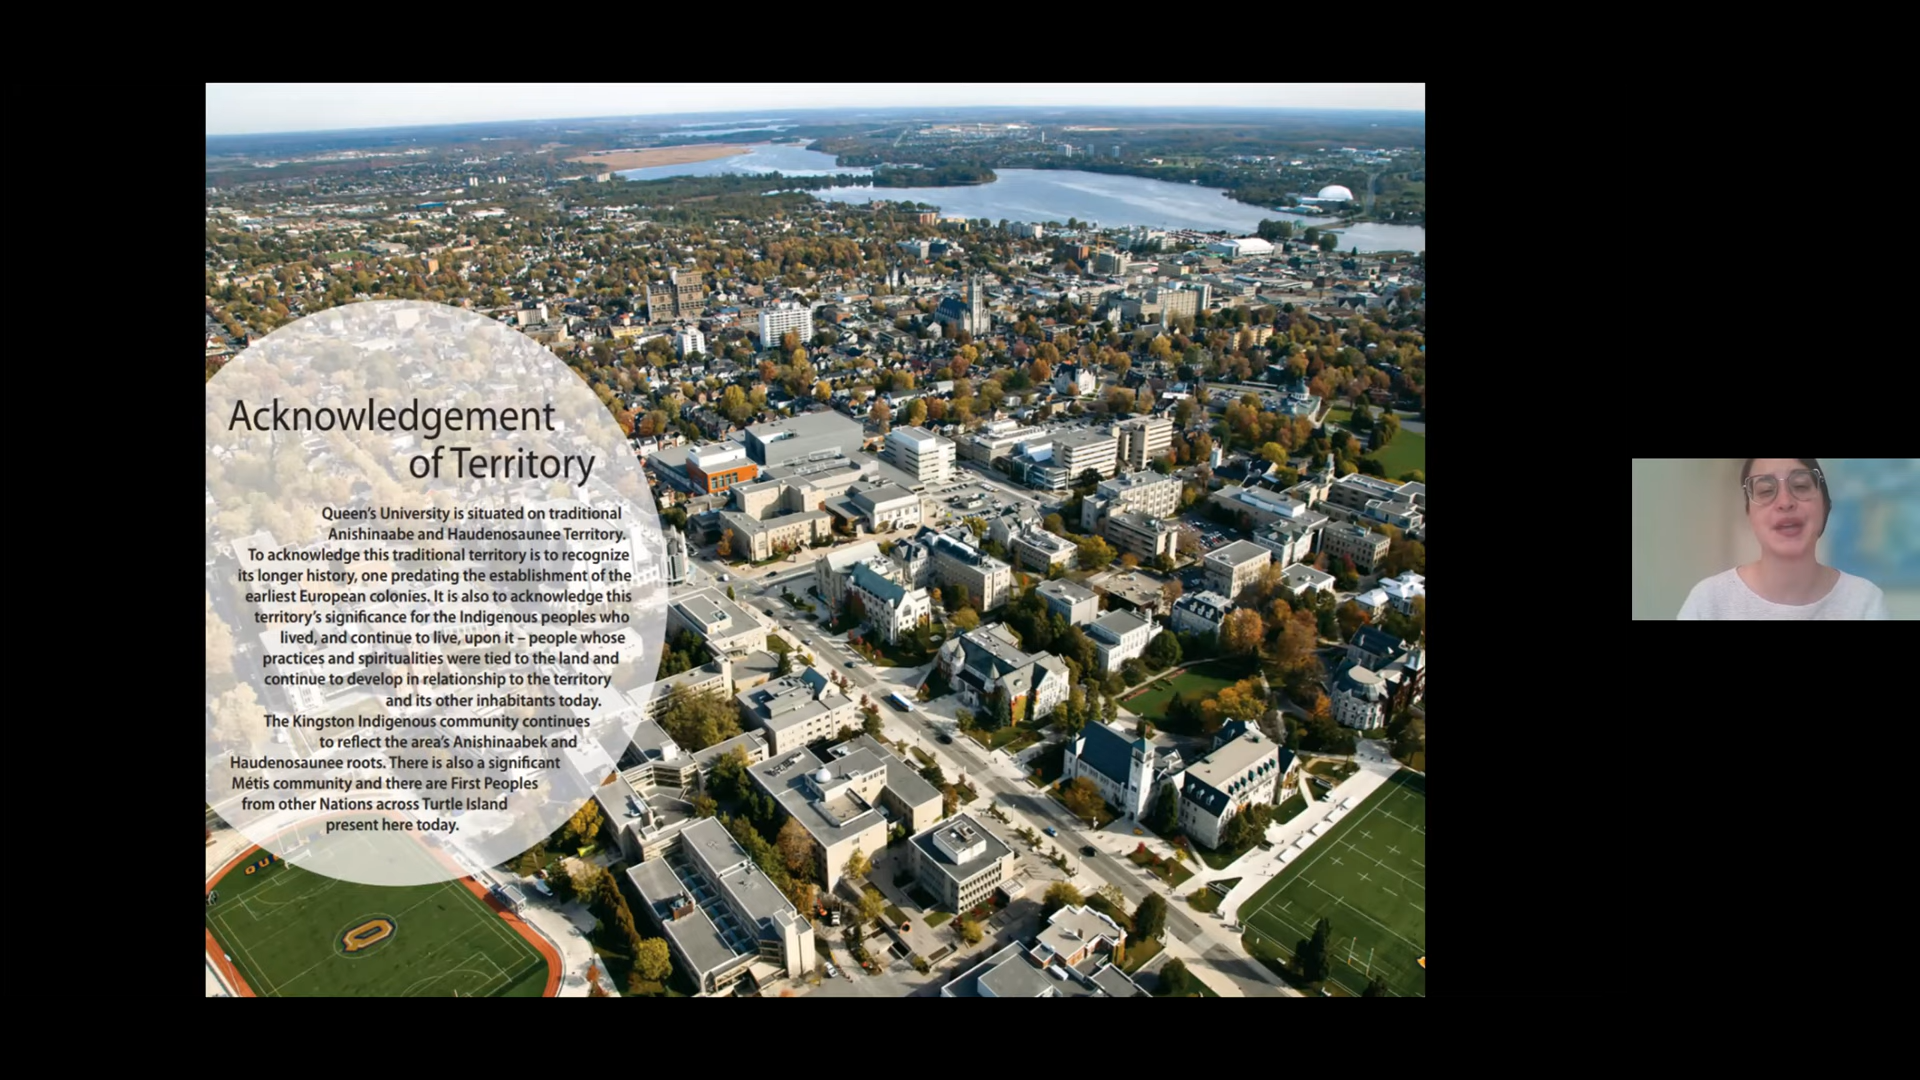 Acknowledgement
of Territory
Queen's University is situated on traditional
Anishinaabe and Haudenosaunee Territory.
To acknowledge this traditional territory is to recognize
its longer history, one predating the establishment of the
earliest European colonies. It is also to acknowledge this
territory's significance for the Indigenous peoples who
lived, and continue to live, upon it – people whose
practices and spiritualities were tied to the land and
continue to develop in relationship to the territory
and its other inhabitants today.
The Kingston Indigenous community continues
to reflect the area's Anishinaabek and
Haudenosaunee roots. There is also a significant
Métis community and there are First Peoples
from other Nations across Turtle Island
present here today.
Q